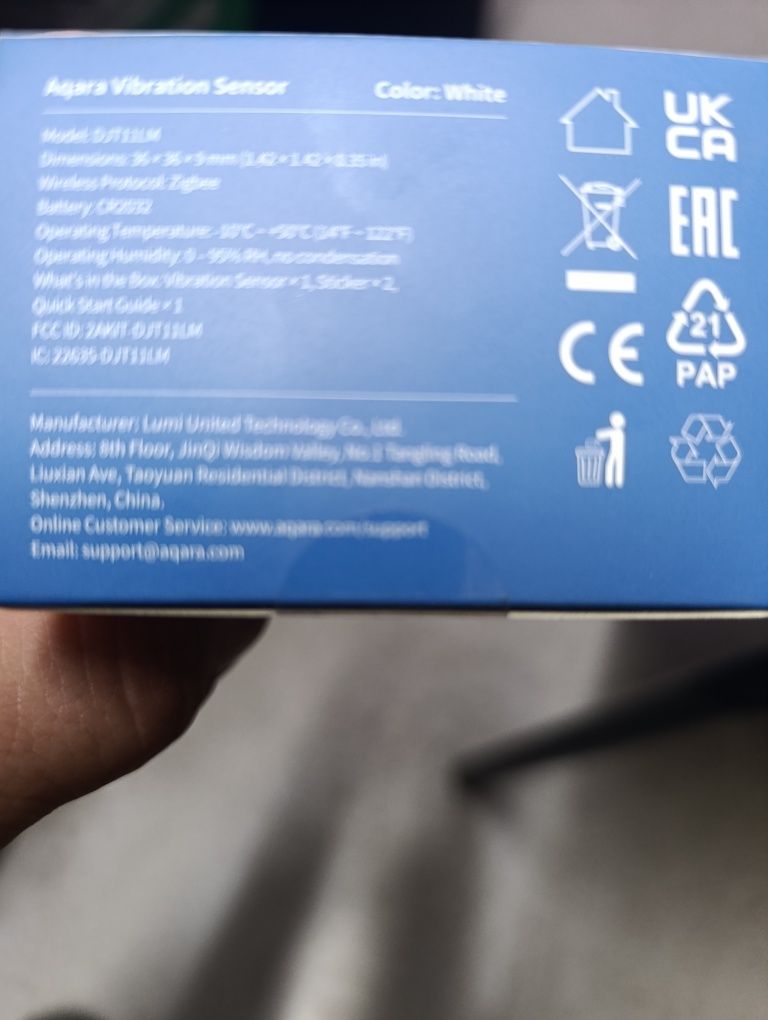 Aqara Vibration Sensor
Color: White
Model: DJT11LM
Dimensions: 36 × 36 × 9 mm (1.42 × 1.42 × 0.35 in)
Wireless Protocol: Zigbee
Battery: CR2032
Operating Temperature: -10°C ~ +50°C (14°F ~ 122°F)
Operating Humidity: 0 ~ 95% RH, no condensation
What's in the Box: Vibration Sensor × 1, Sticker × 2,
Quick Start Guide × 1
FCC ID: 2AKIT-DJT11LM
IC: 22635-DJT11LM
Manufacturer: Lumi United Technology Co., Ltd.
Address: 8th Floor, JinQi Wisdom Valley, No.1 Tangling Road,
Liuxian Ave, Taoyuan Residential District, Nanshan District,
Shenzhen, China.
Online Customer Service: www.aqara.com/support
Email: support@aqara.com
UK
CA
EAC
CE
21
PAP